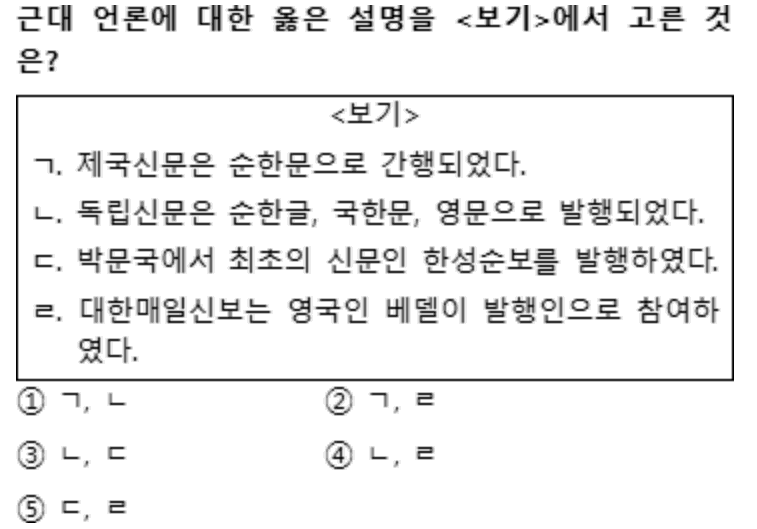 근대 언론에 대한 옳은 설명을 <보기>에서 고른 것
은?
<보기>
ㄱ. 제국신문은 순한문으로 간행되었다.
ㄴ. 독립신문은 순한글, 국한문, 영문으로 발행되었다.
ㄷ. 박문국에서 최초의 신문인 한성순보를 발행하였다.
ㄹ. 대한매일신보는 영국인 베델이 발행인으로 참여하
였다.
① ㄱ, ㄴ ② ㄱ, ㄹ
③ ㄴ, ㄷ ④ ㄴ, ㄹ
⑤ ㄷ, ㄹ